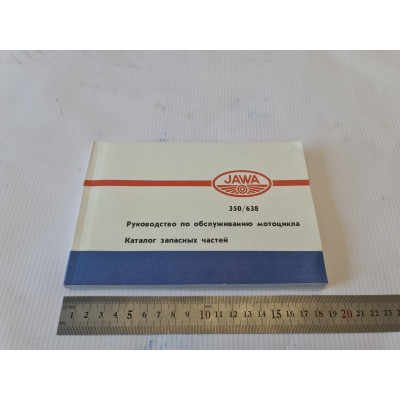 JAWA
350/638
Руководство по обслуживанию мотоцикла
Каталог запасных частей
1 2 3 4 5 6 7 8 9 10 11 12 13 14 15 16 17 18 19 20 21 22 23